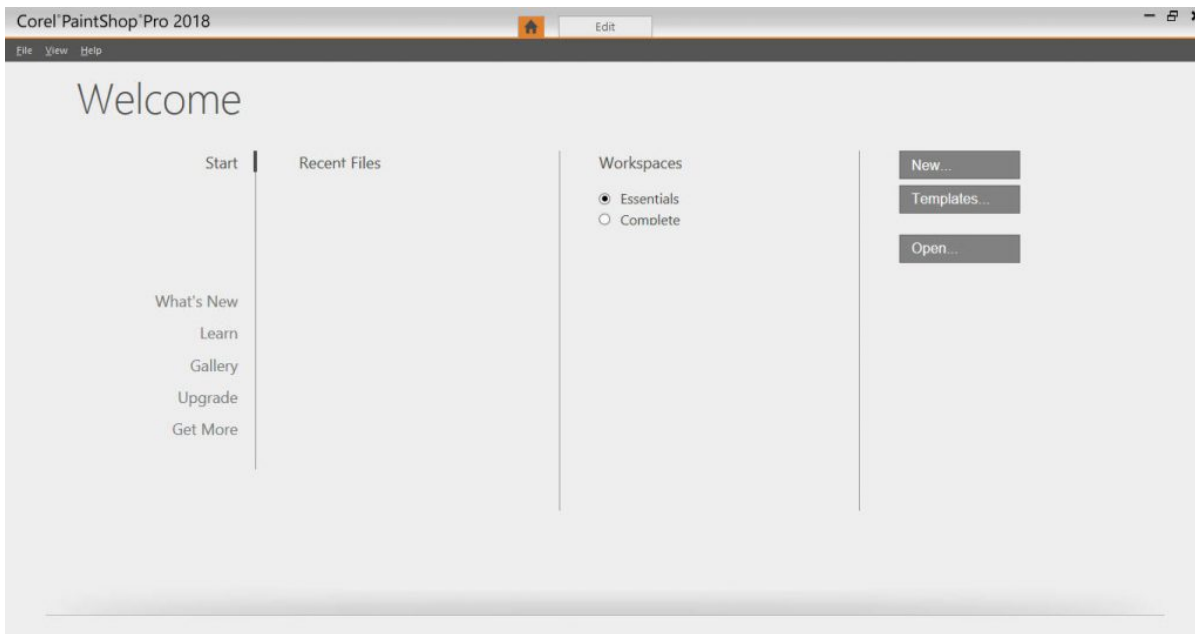 Corel®PaintShop®Pro 2018
Edit
File View Help
Welcome
Start
What's New
Learn
Gallery
Upgrade
Get More
Recent Files
Workspaces
Essentials
Complete
New...
Templates...
Open...